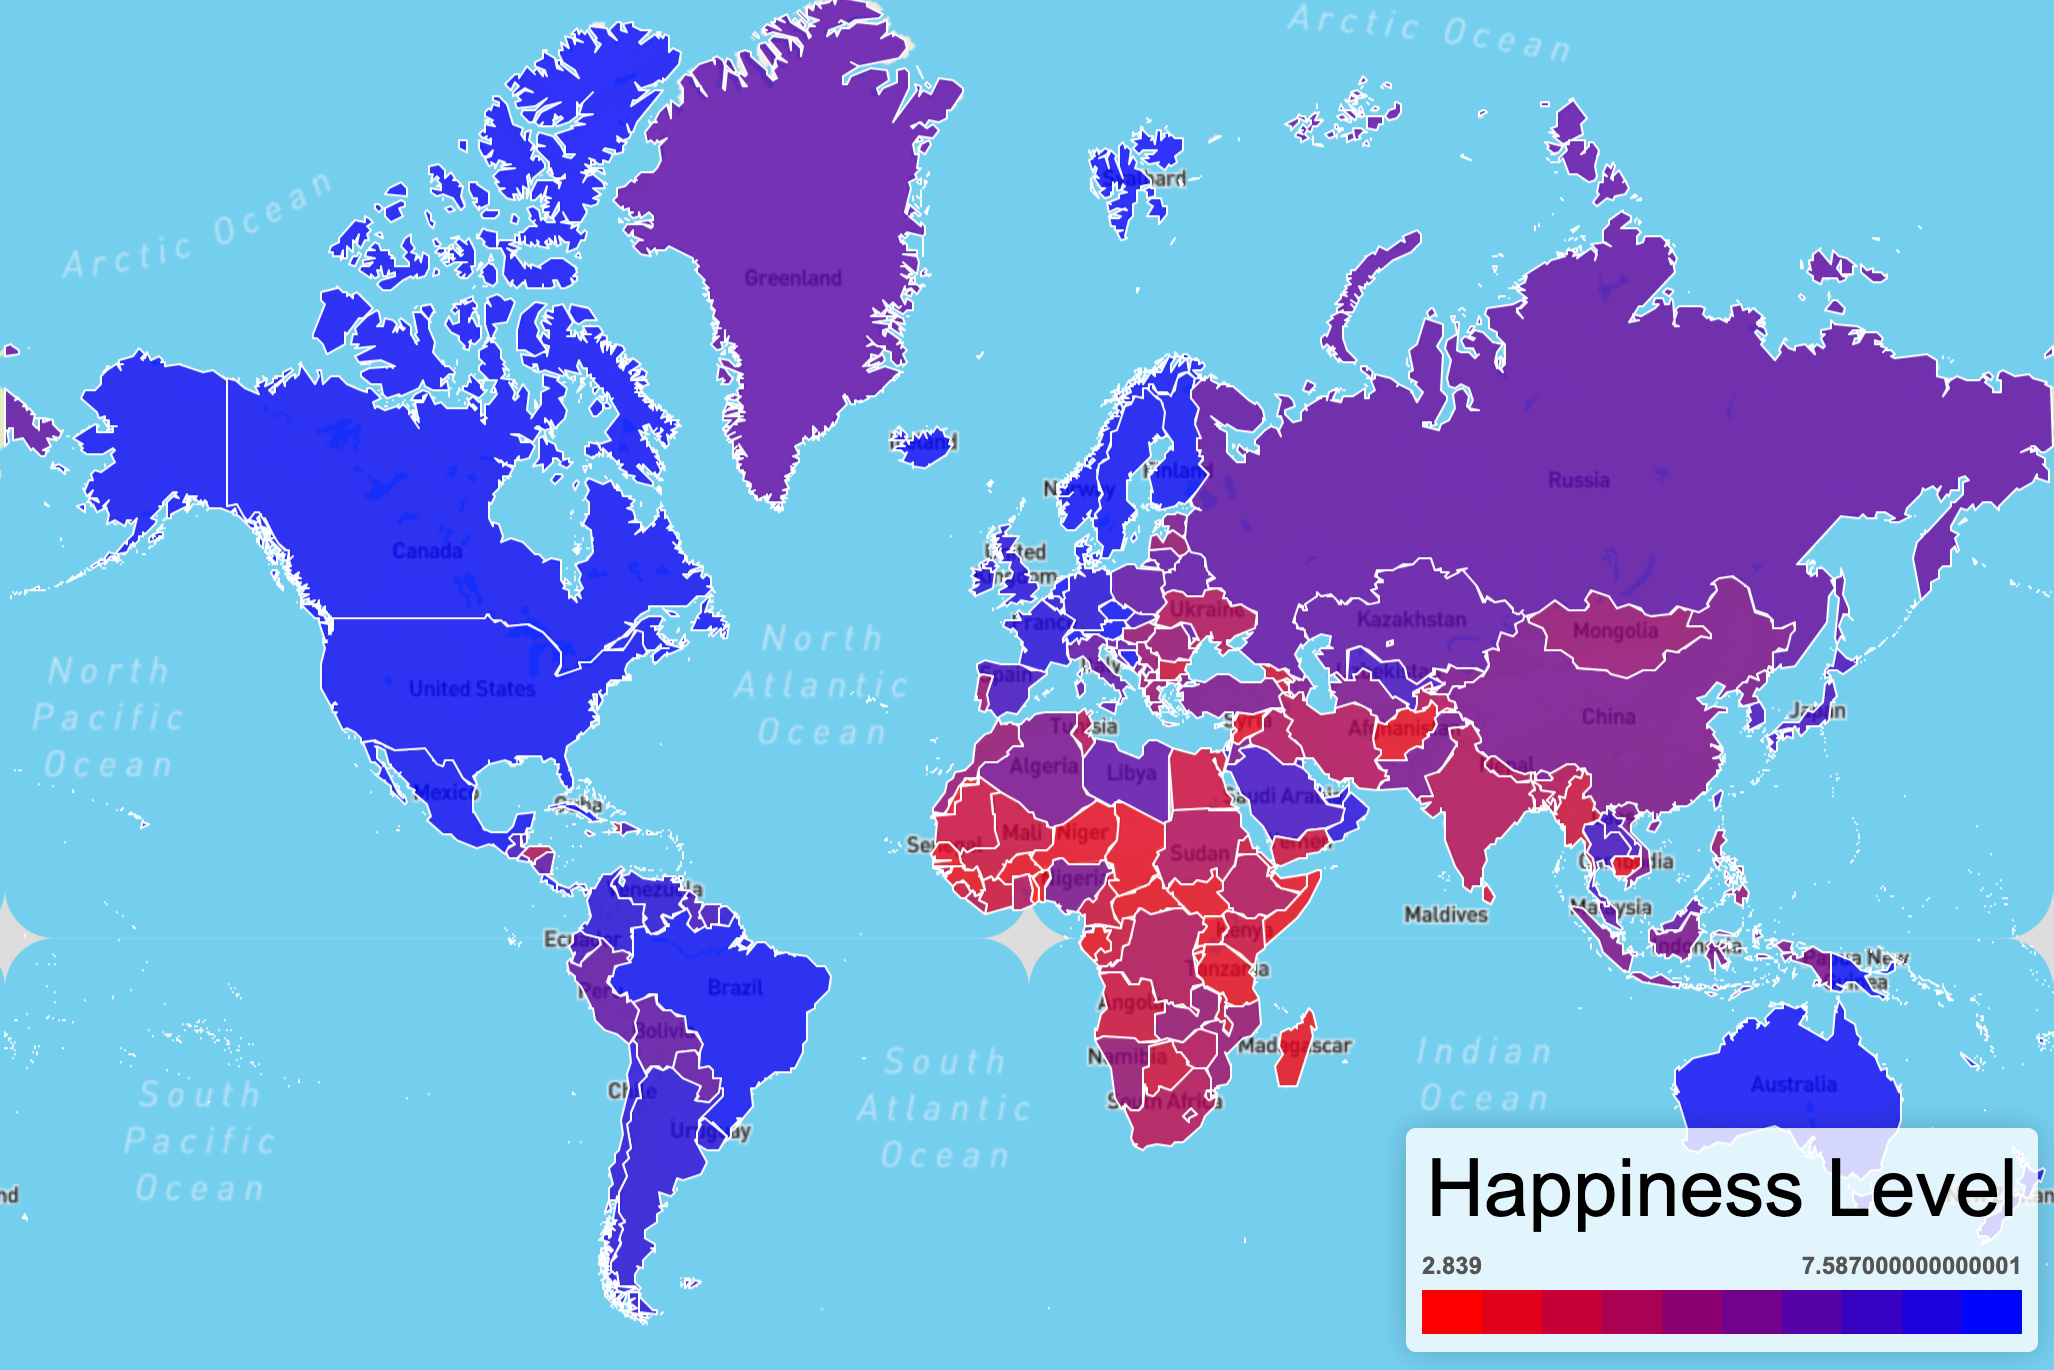 Arctic Ocean
Arctic Ocean
Svalbard
Greenland
Iceland
Finland
Norway
Russia
United
Kingdom
Canada
Ukraine
Kazakhstan
Mongolia
France
North
Pacific
Ocean
North
Atlantic
Ocean
United States
Italy
Spain
Uzbekistan
China
Japan
Tunisia
Syria
Afghanistan
Algeria
Libya
Nepal
Mexico
Cuba
Saudi Arabia
Senegal
Mali
Niger
Sudan
Yemen
Cambodia
Venezuela
Nigeria
Maldives
Malaysia
Ecuador
Kenya
Indonesia
Papua New
Guinea
Tanzania
Brazil
Peru
Angola
Bolivia
Namibia
Madagascar
South
Atlantic
Ocean
Indian
Ocean
Australia
Chile
South Africa
South
Pacific
Ocean
Uruguay
nd
Happiness Level
2.839
7.587000000000001